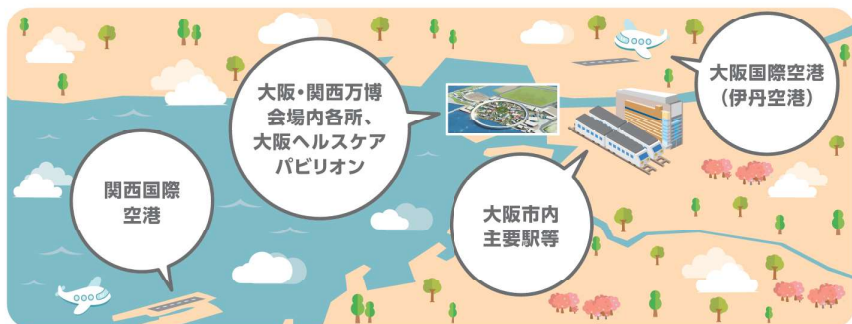 大阪・関西万博
会場内各所、
大阪ヘルスケア
パビリオン
大阪国際空港
（伊丹空港）
関西国際
空港
大阪市内
主要駅等